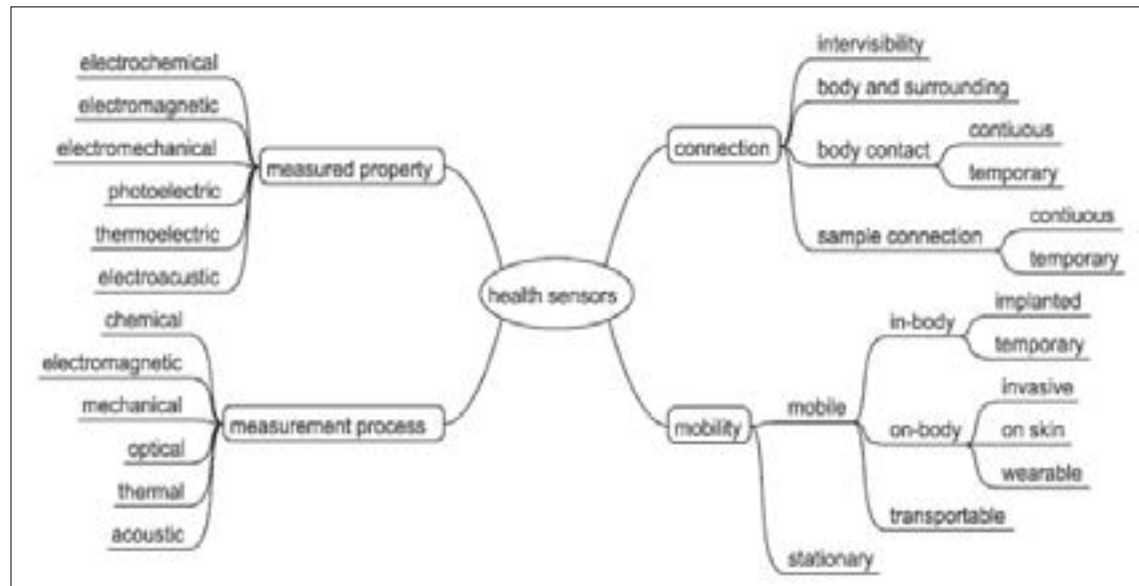 electrochemical
electromagnetic
electromechanical
photoelectric
thermoelectric
electroacustic
measured property
chemical
electromagnetic
mechanical
optical
thermal
acoustic
measurement process
health sensors
connection
intervisibility
body and surrounding
body contact
contiuous
temporary
sample connection
contiuous
temporary
mobility
mobile
in-body
implanted
temporary
on-body
invasive
on skin
wearable
transportable
stationary